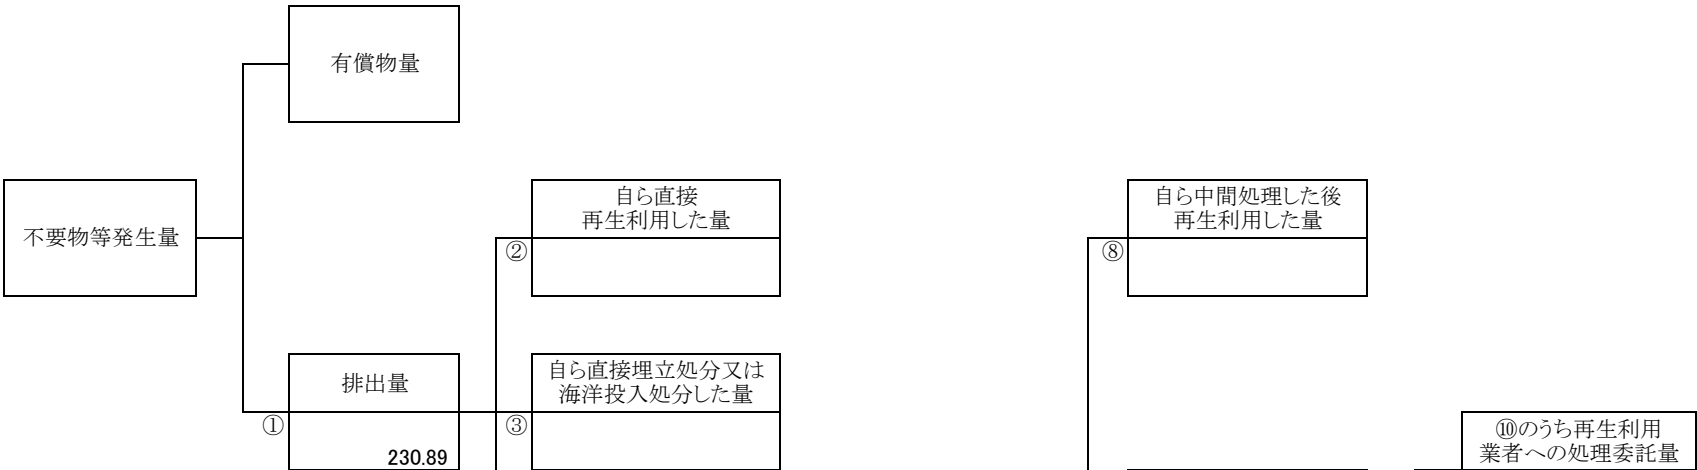 有償物量
不要物等発生量
自ら直接
再生利用した量
②
自ら中間処理した後
再生利用した量
⑧
排出量
①
230.89
自ら直接埋立処分又は
海洋投入処分した量
③
⑩のうち再生利用
業者への処理委託量